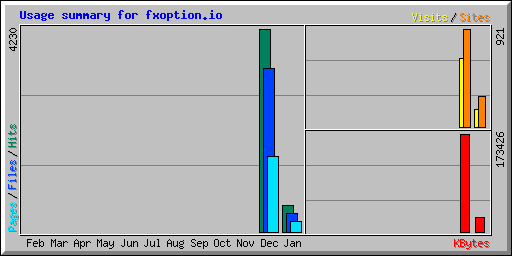 Usage summary for fxoption.io
Visits/Sites
4230
921
Pages/Files/Hits
173426
Feb Mar Apr May Jun Jul Aug Sep Oct Nov Dec Jan
KBytes